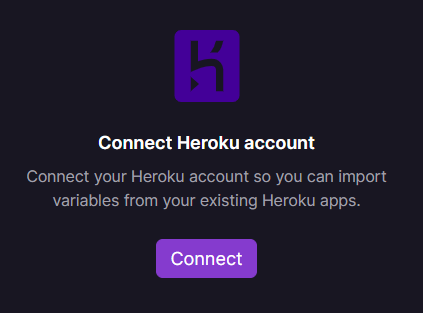 Connect Heroku account
Connect your Heroku account so you can import
variables from your existing Heroku apps.
Connect